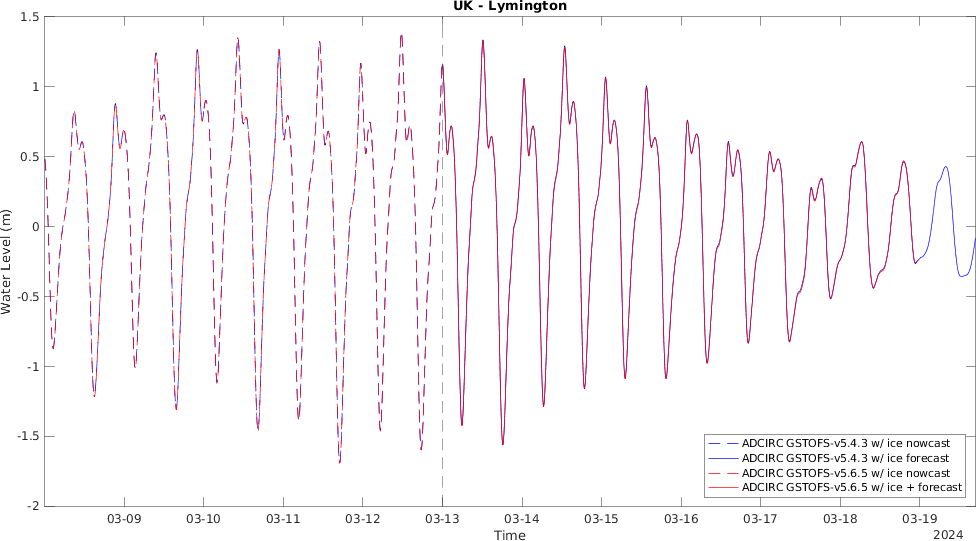 UK - Lymington
1.5
1
0.5
0
-0.5
-1
-1.5
-2
Water Level (m)
ADCIRC GSTOFS-v5.4.3 w/ ice nowcast
ADCIRC GSTOFS-v5.4.3 w/ ice forecast
ADCIRC GSTOFS-v5.6.5 w/ ice nowcast
ADCIRC GSTOFS-v5.6.5 w/ ice + forecast
03-09 03-10 03-11 03-12 03-13 03-14 03-15 03-16 03-17 03-18 03-19
Time
2024